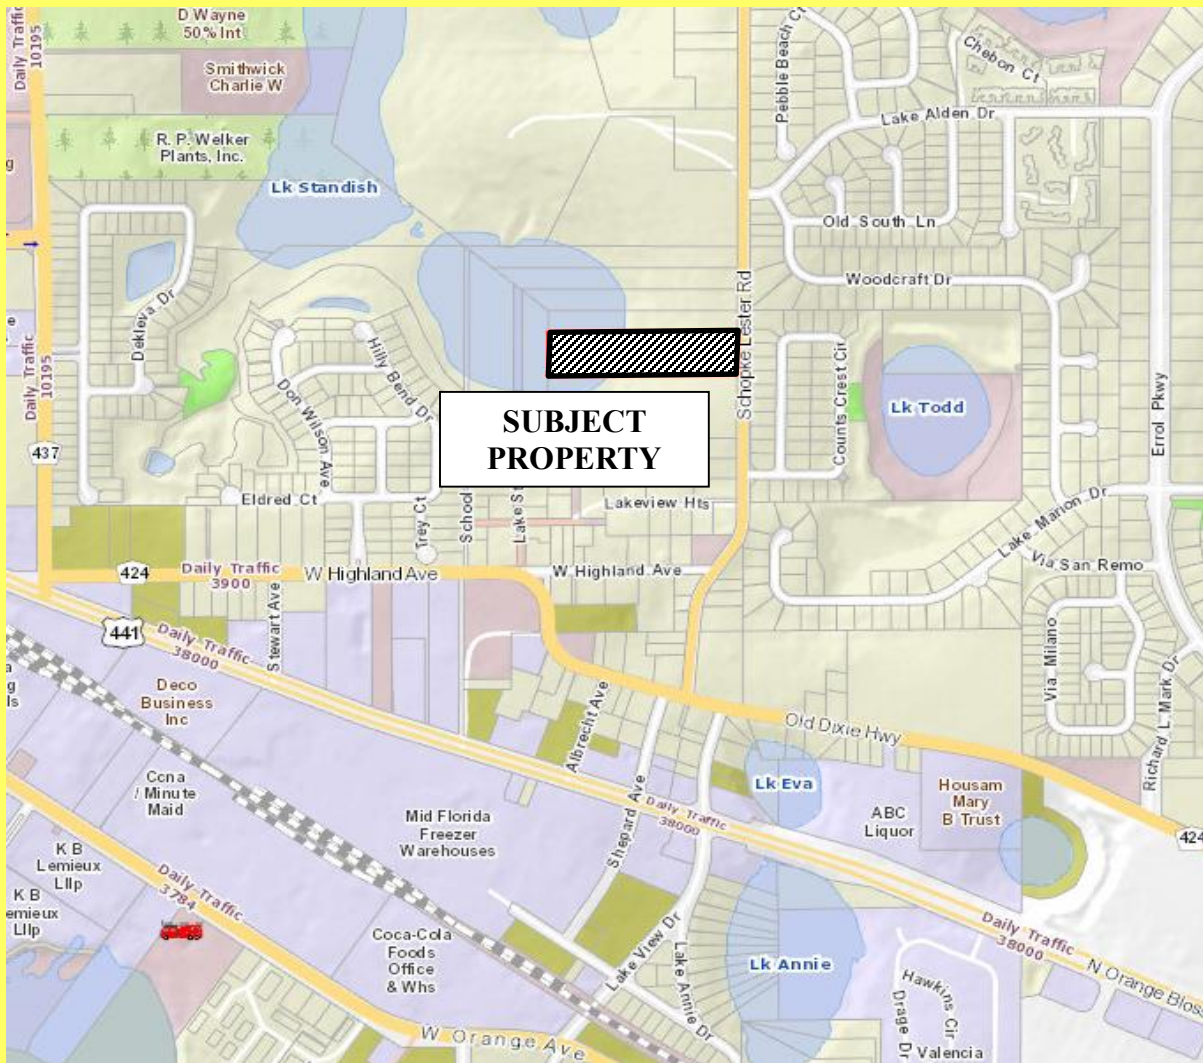 D Wayne
50% Int
Daily Traffic
10195
Smithwick
Charlie W
R. P. Welker
Plants, Inc.
Lk Standish
Pebble Beach Ct
Chebon Ct
Lake Alden Dr
Old South Ln
Woodcraft Dr
Schopke Lester Rd
Dekleva Dr
Daily Traffic
10195
437
Don Wilson Ave
Hilly Bend Dr
SUBJECT
PROPERTY
Counts Crest Cir
Lk Todd
Errol Pkwy
Eldred Ct
Trey Ct
School
Lake St
Lakeview Hts
Lake Marion Dr
Via San Remo
424
Daily Traffic
3900
W Highland Ave
W Highland Ave
441
Daily Traffic
38000
Stewart Ave
Via Milano
Richard L Mark Dr
Deco
Business
Inc
Albrecht Ave
Old Dixie Hwy
Ccna
/ Minute
Maid
Lk Eva
Housam
Mary
B Trust
ABC
Liquor
Mid Florida
Freezer
Warehouses
Shepard Ave
Daily Traffic
38000
424
K B
Lemieux
Lllp
K B
emieux
Lllp
Daily Traffic
3784
Coca-Cola
Foods
Office
& Whs
Lake View Dr
Lake Annie Dr
Lk Annie
Daily Traffic
38000
N Orange Blos
Hawkins Cir
Drage Dr
Valencia
W Orange Ave